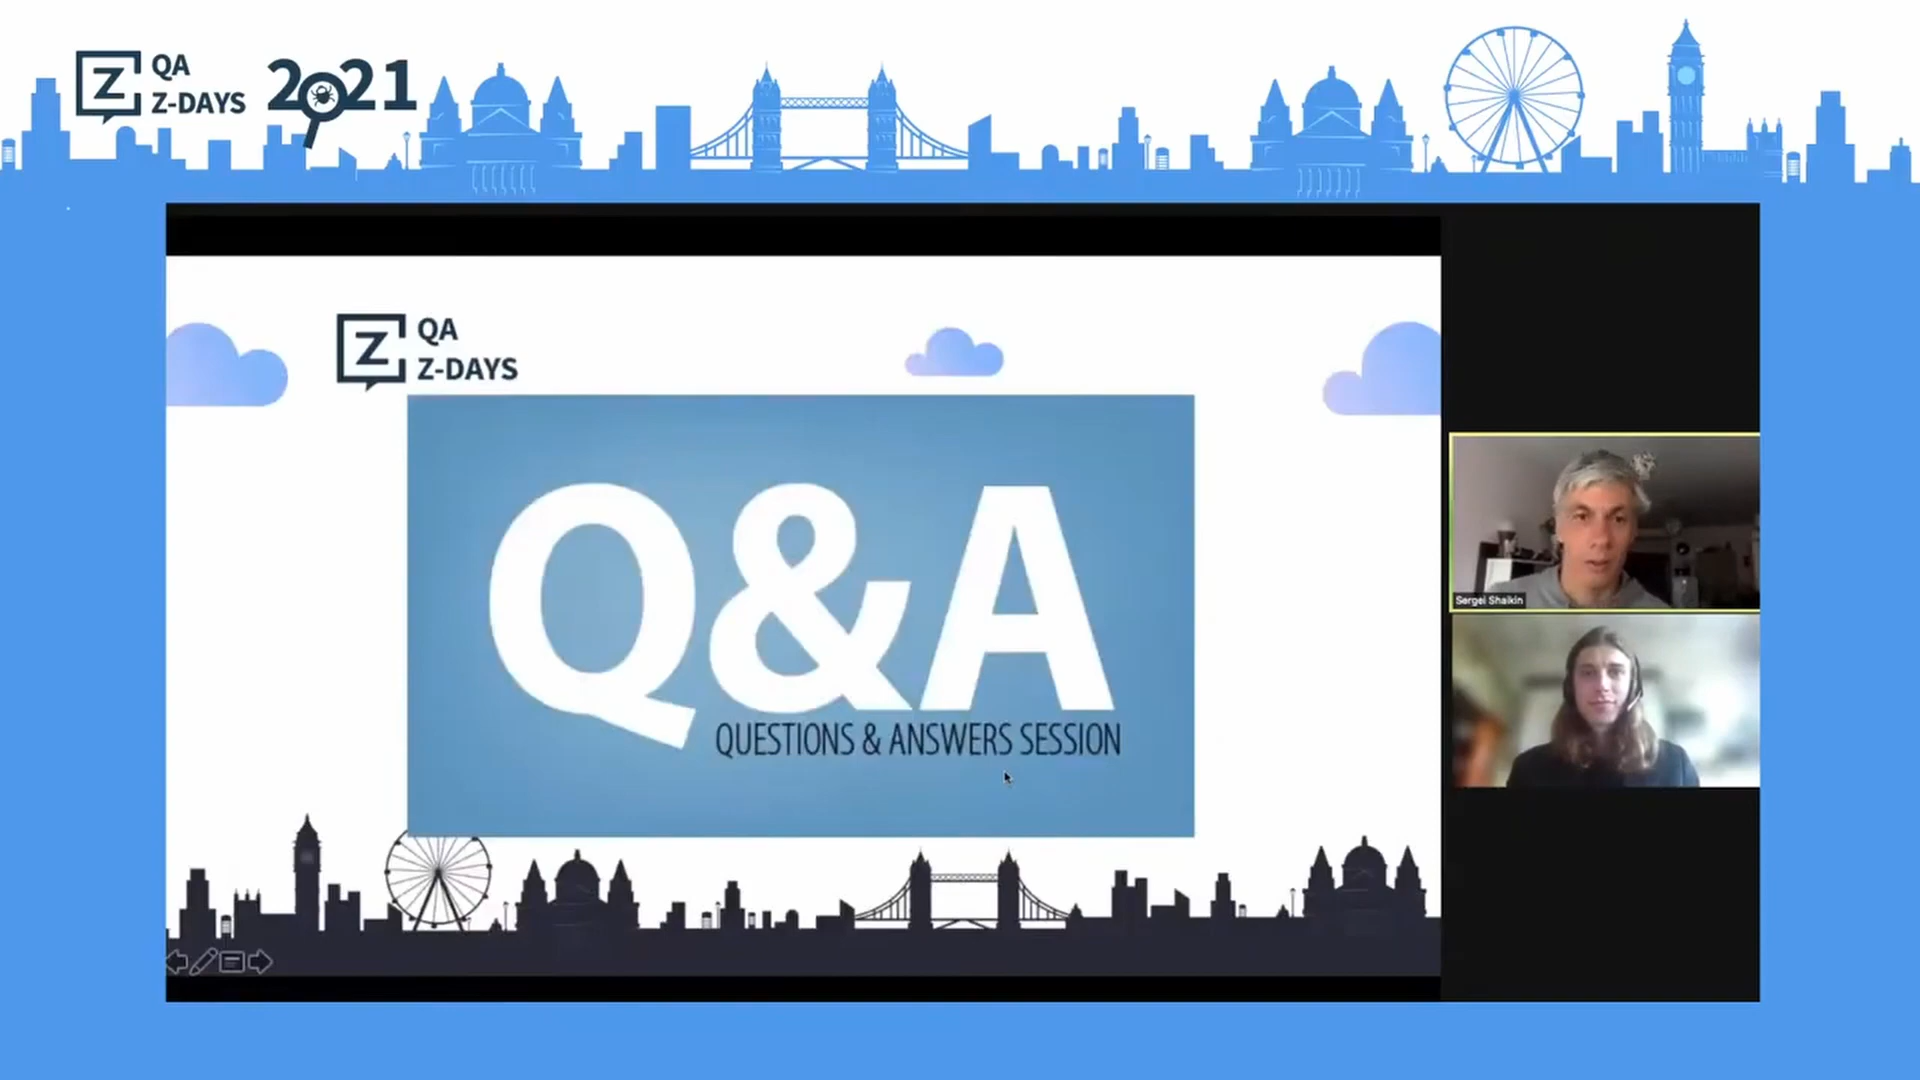 Z
QA
Z-DAYS
2021
Z
QA
Z-DAYS
Q&A
QUESTIONS & ANSWERS SESSION
Sergei Shaikin